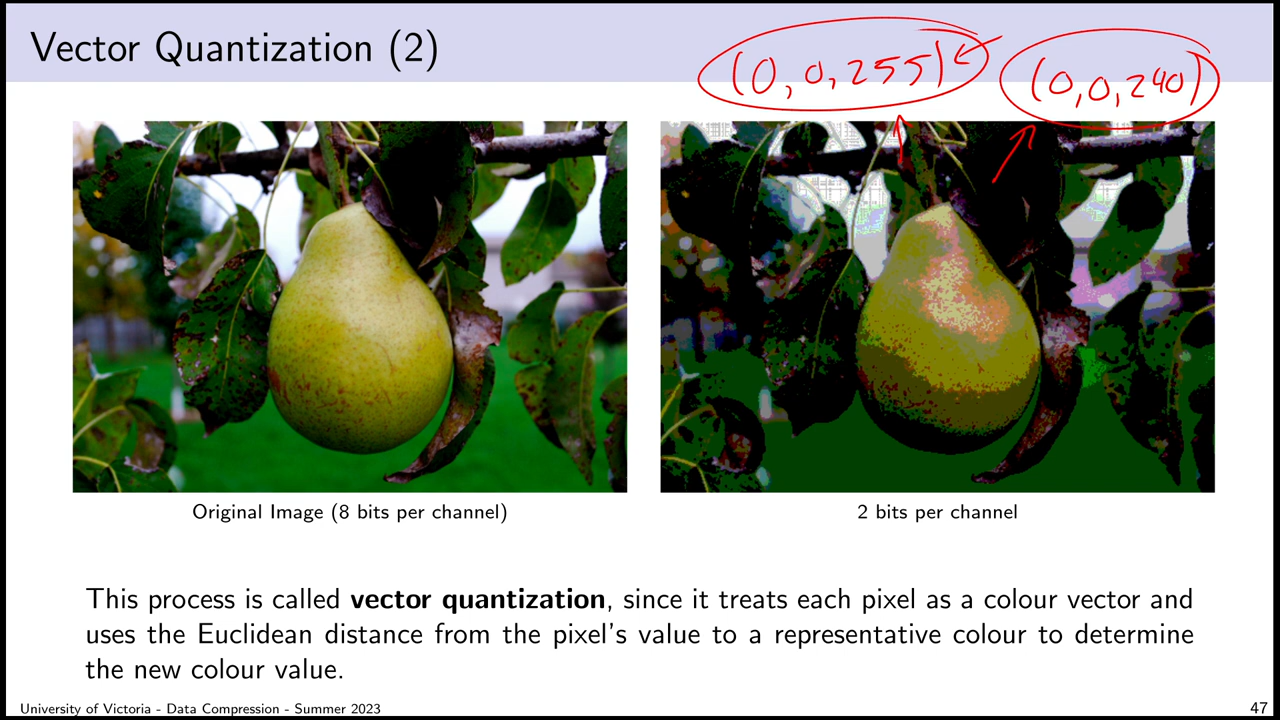 Vector Quantization (2)
(0,0,255) (0,0,240)
Original Image (8 bits per channel)
2 bits per channel
This process is called vector quantization, since it treats each pixel as a colour vector and
uses the Euclidean distance from the pixel's value to a representative colour to determine
the new colour value.
University of Victoria - Data Compression - Summer 2023
47